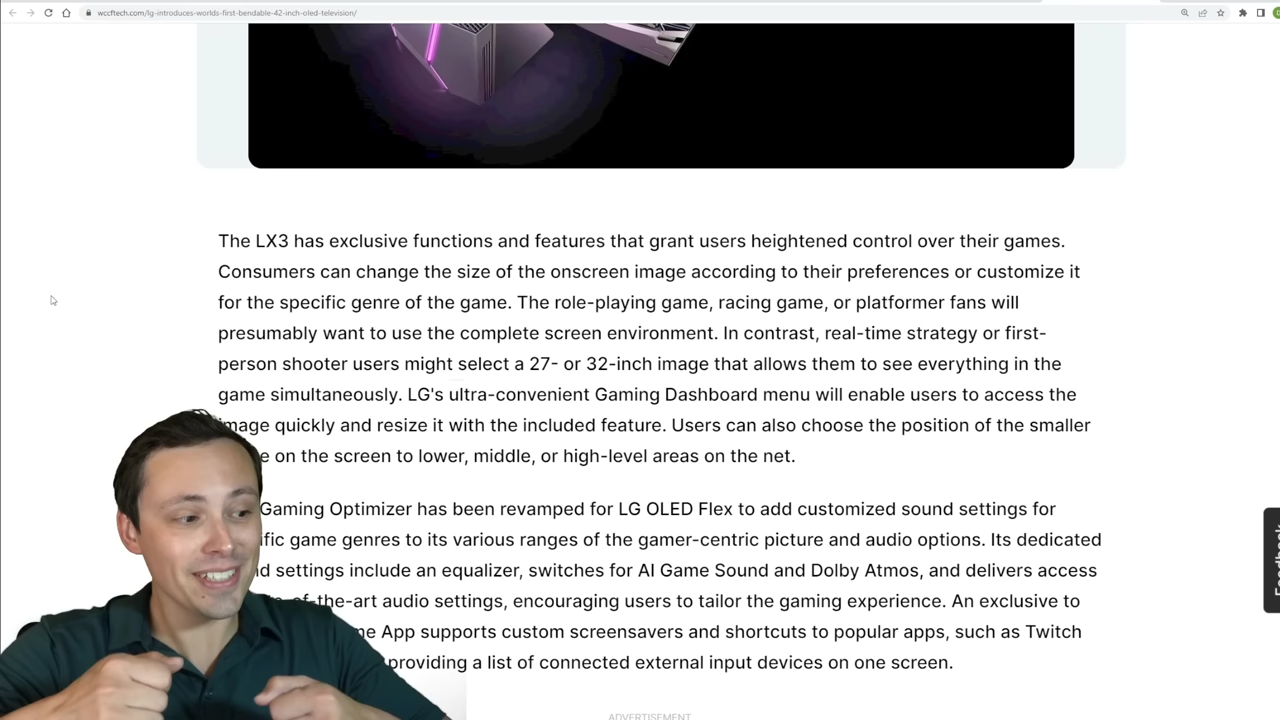 wccftech.com/lg-introduces-worlds-first-bendable-42-inch-oled-television/
The LX3 has exclusive functions and features that grant users heightened control over their games.
Consumers can change the size of the onscreen image according to their preferences or customize it
for the specific genre of the game. The role-playing game, racing game, or platformer fans will
presumably want to use the complete screen environment. In contrast, real-time strategy or first-
person shooter users might select a 27- or 32-inch image that allows them to see everything in the
game simultaneously. LG's ultra-convenient Gaming Dashboard menu will enable users to access the
image quickly and resize it with the included feature. Users can also choose the position of the smaller
on the screen to lower, middle, or high-level areas on the net.
Gaming Optimizer has been revamped for LG OLED Flex to add customized sound settings for
game genres to its various ranges of the gamer-centric picture and audio options. Its dedicated
settings include an equalizer, switches for AI Game Sound and Dolby Atmos, and delivers access
-of-the-art audio settings, encouraging users to tailor the gaming experience. An exclusive to
App supports custom screensavers and shortcuts to popular apps, such as Twitch
providing a list of connected external input devices on one screen.
Feedback
ADVERTISEMENT